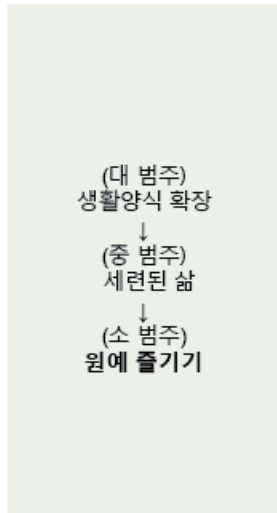 (대 범주)
생활양식 확장
↓
(중 범주)
세련된 삶
↓
(소 범주)
원예 즐기기